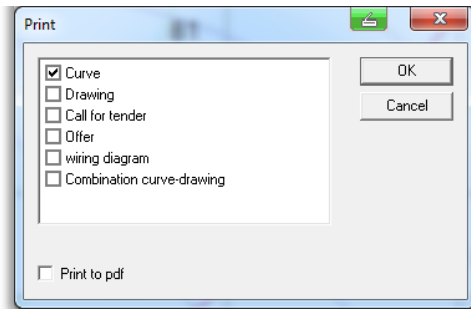 Print
Curve
Drawing
Call for tender
Offer
wiring diagram
Combination curve-drawing
OK
Cancel
Print to pdf